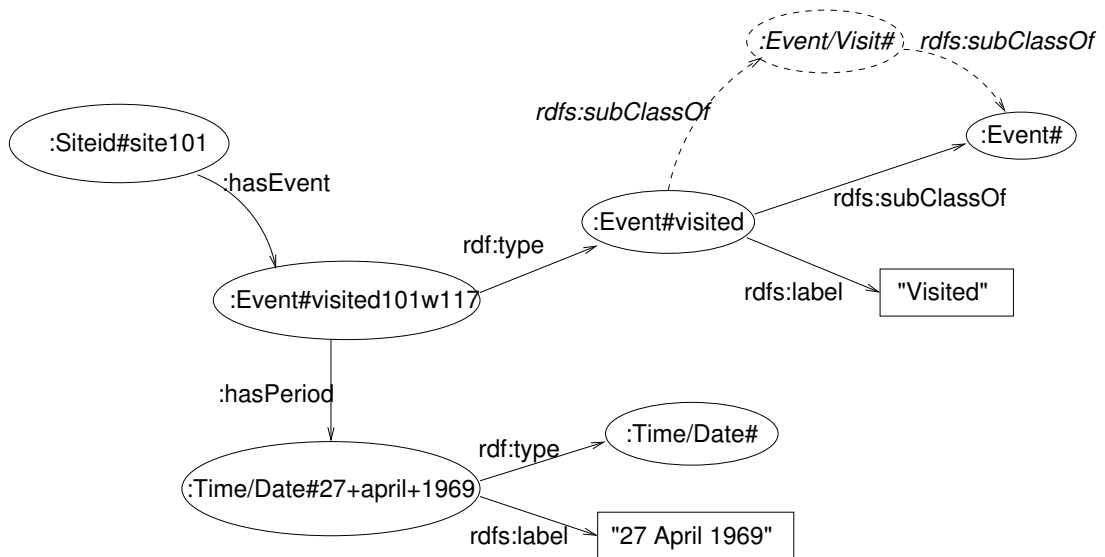 :Event/Visit#
rdfs:subClassOf
rdfs:subClassOf
:Siteid#site101
:Event#
:hasEvent
rdfs:subClassOf
:Event#visited
rdf:type
rdfs:label
"Visited"
:Event#visited101w117
:hasPeriod
:Time/Date#
rdf:type
:Time/Date#27+april+1969
rdfs:label
"27 April 1969"